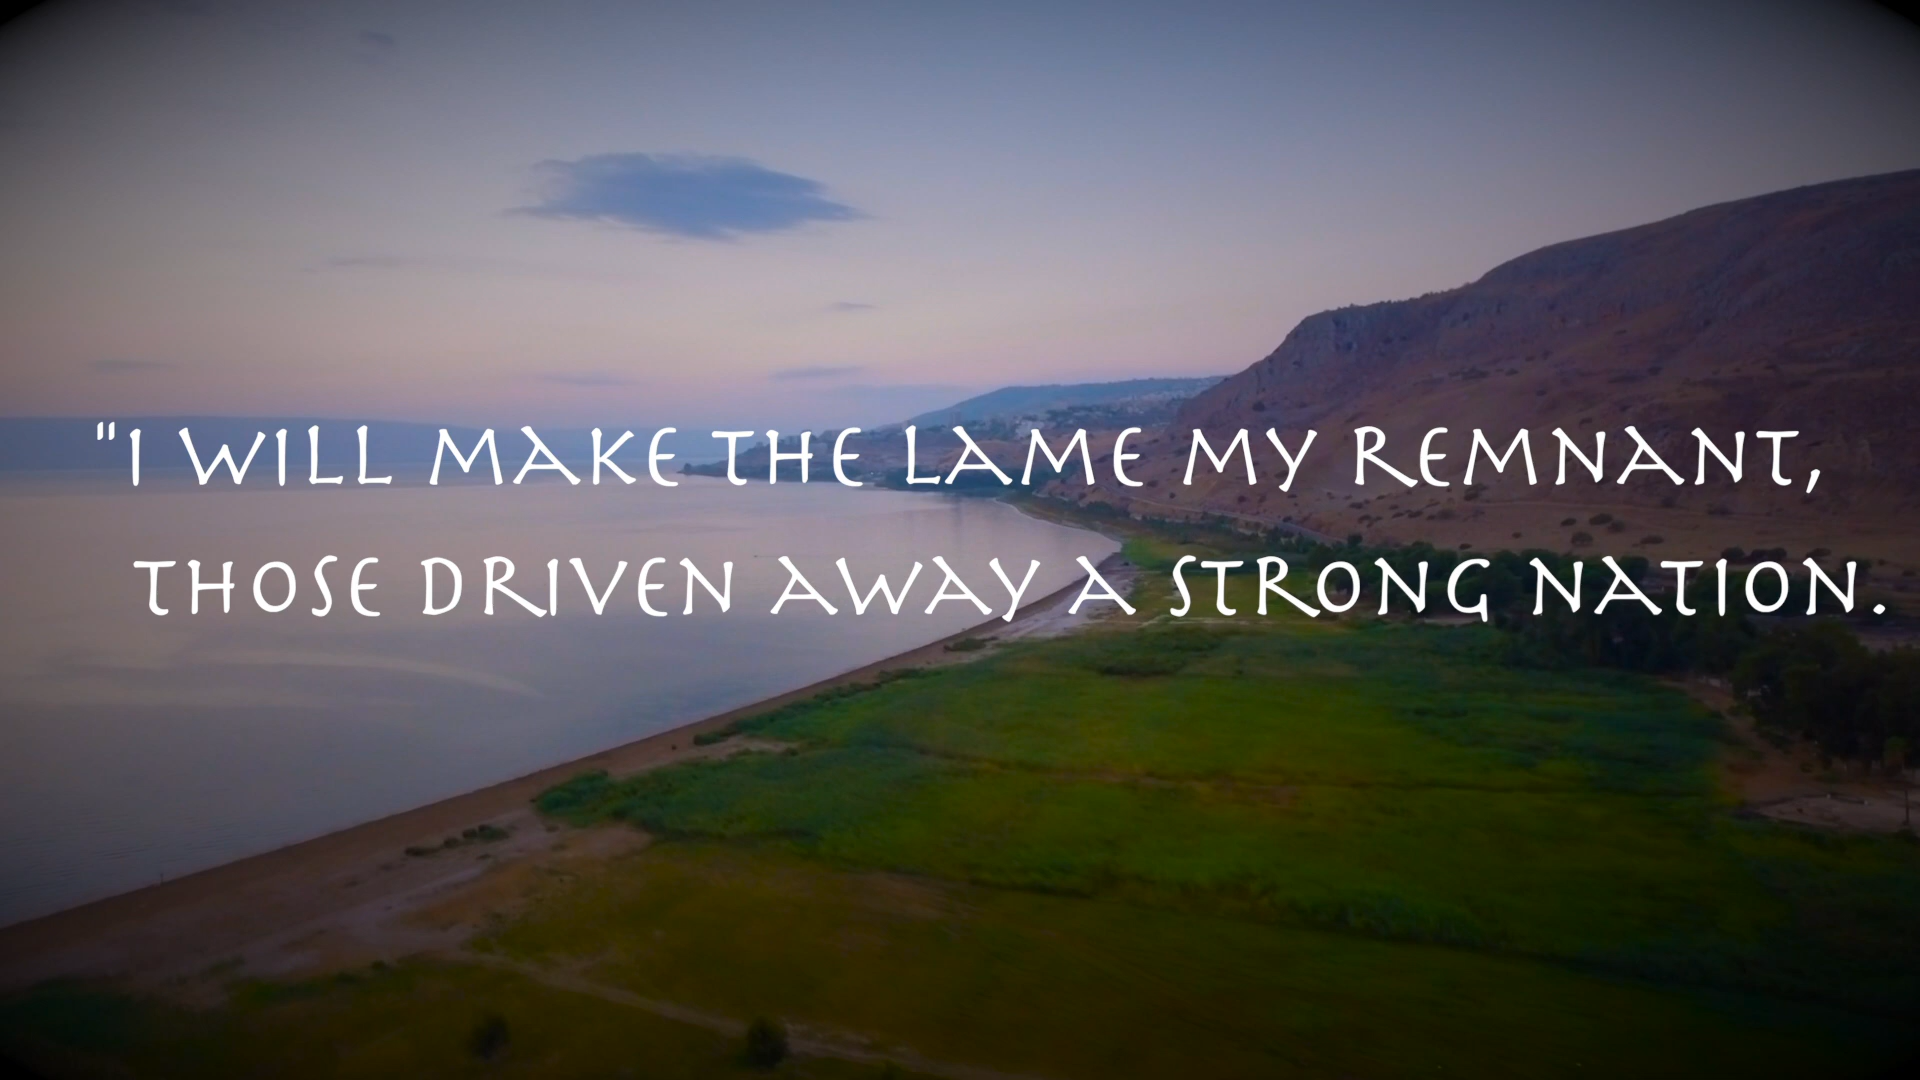 "I WILL MAKE THE LAME MY REMNANT,
THOSE DRIVEN AWAY A STRONG NATION.